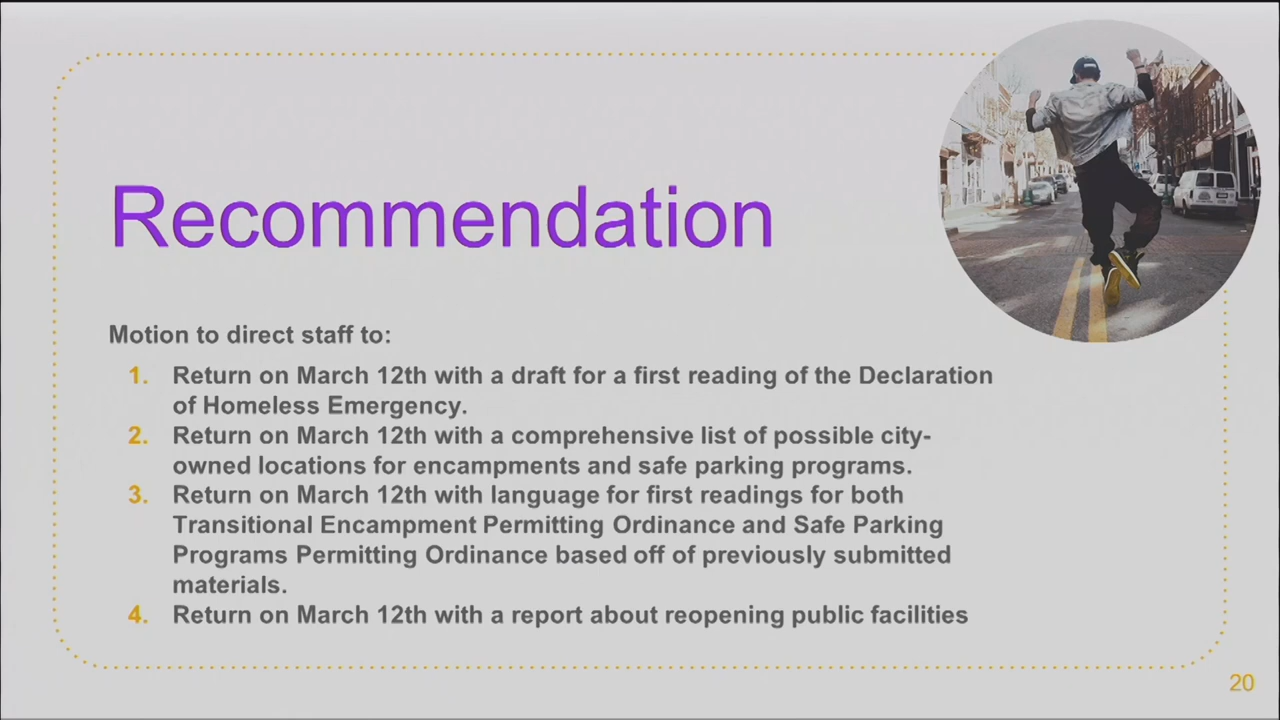 Recommendation
Motion to direct staff to:
1. Return on March 12th with a draft for a first reading of the Declaration
of Homeless Emergency.
2. Return on March 12th with a comprehensive list of possible city-
owned locations for encampments and safe parking programs.
3. Return on March 12th with language for first readings for both
Transitional Encampment Permitting Ordinance and Safe Parking
Programs Permitting Ordinance based off of previously submitted
materials.
4. Return on March 12th with a report about reopening public facilities
20